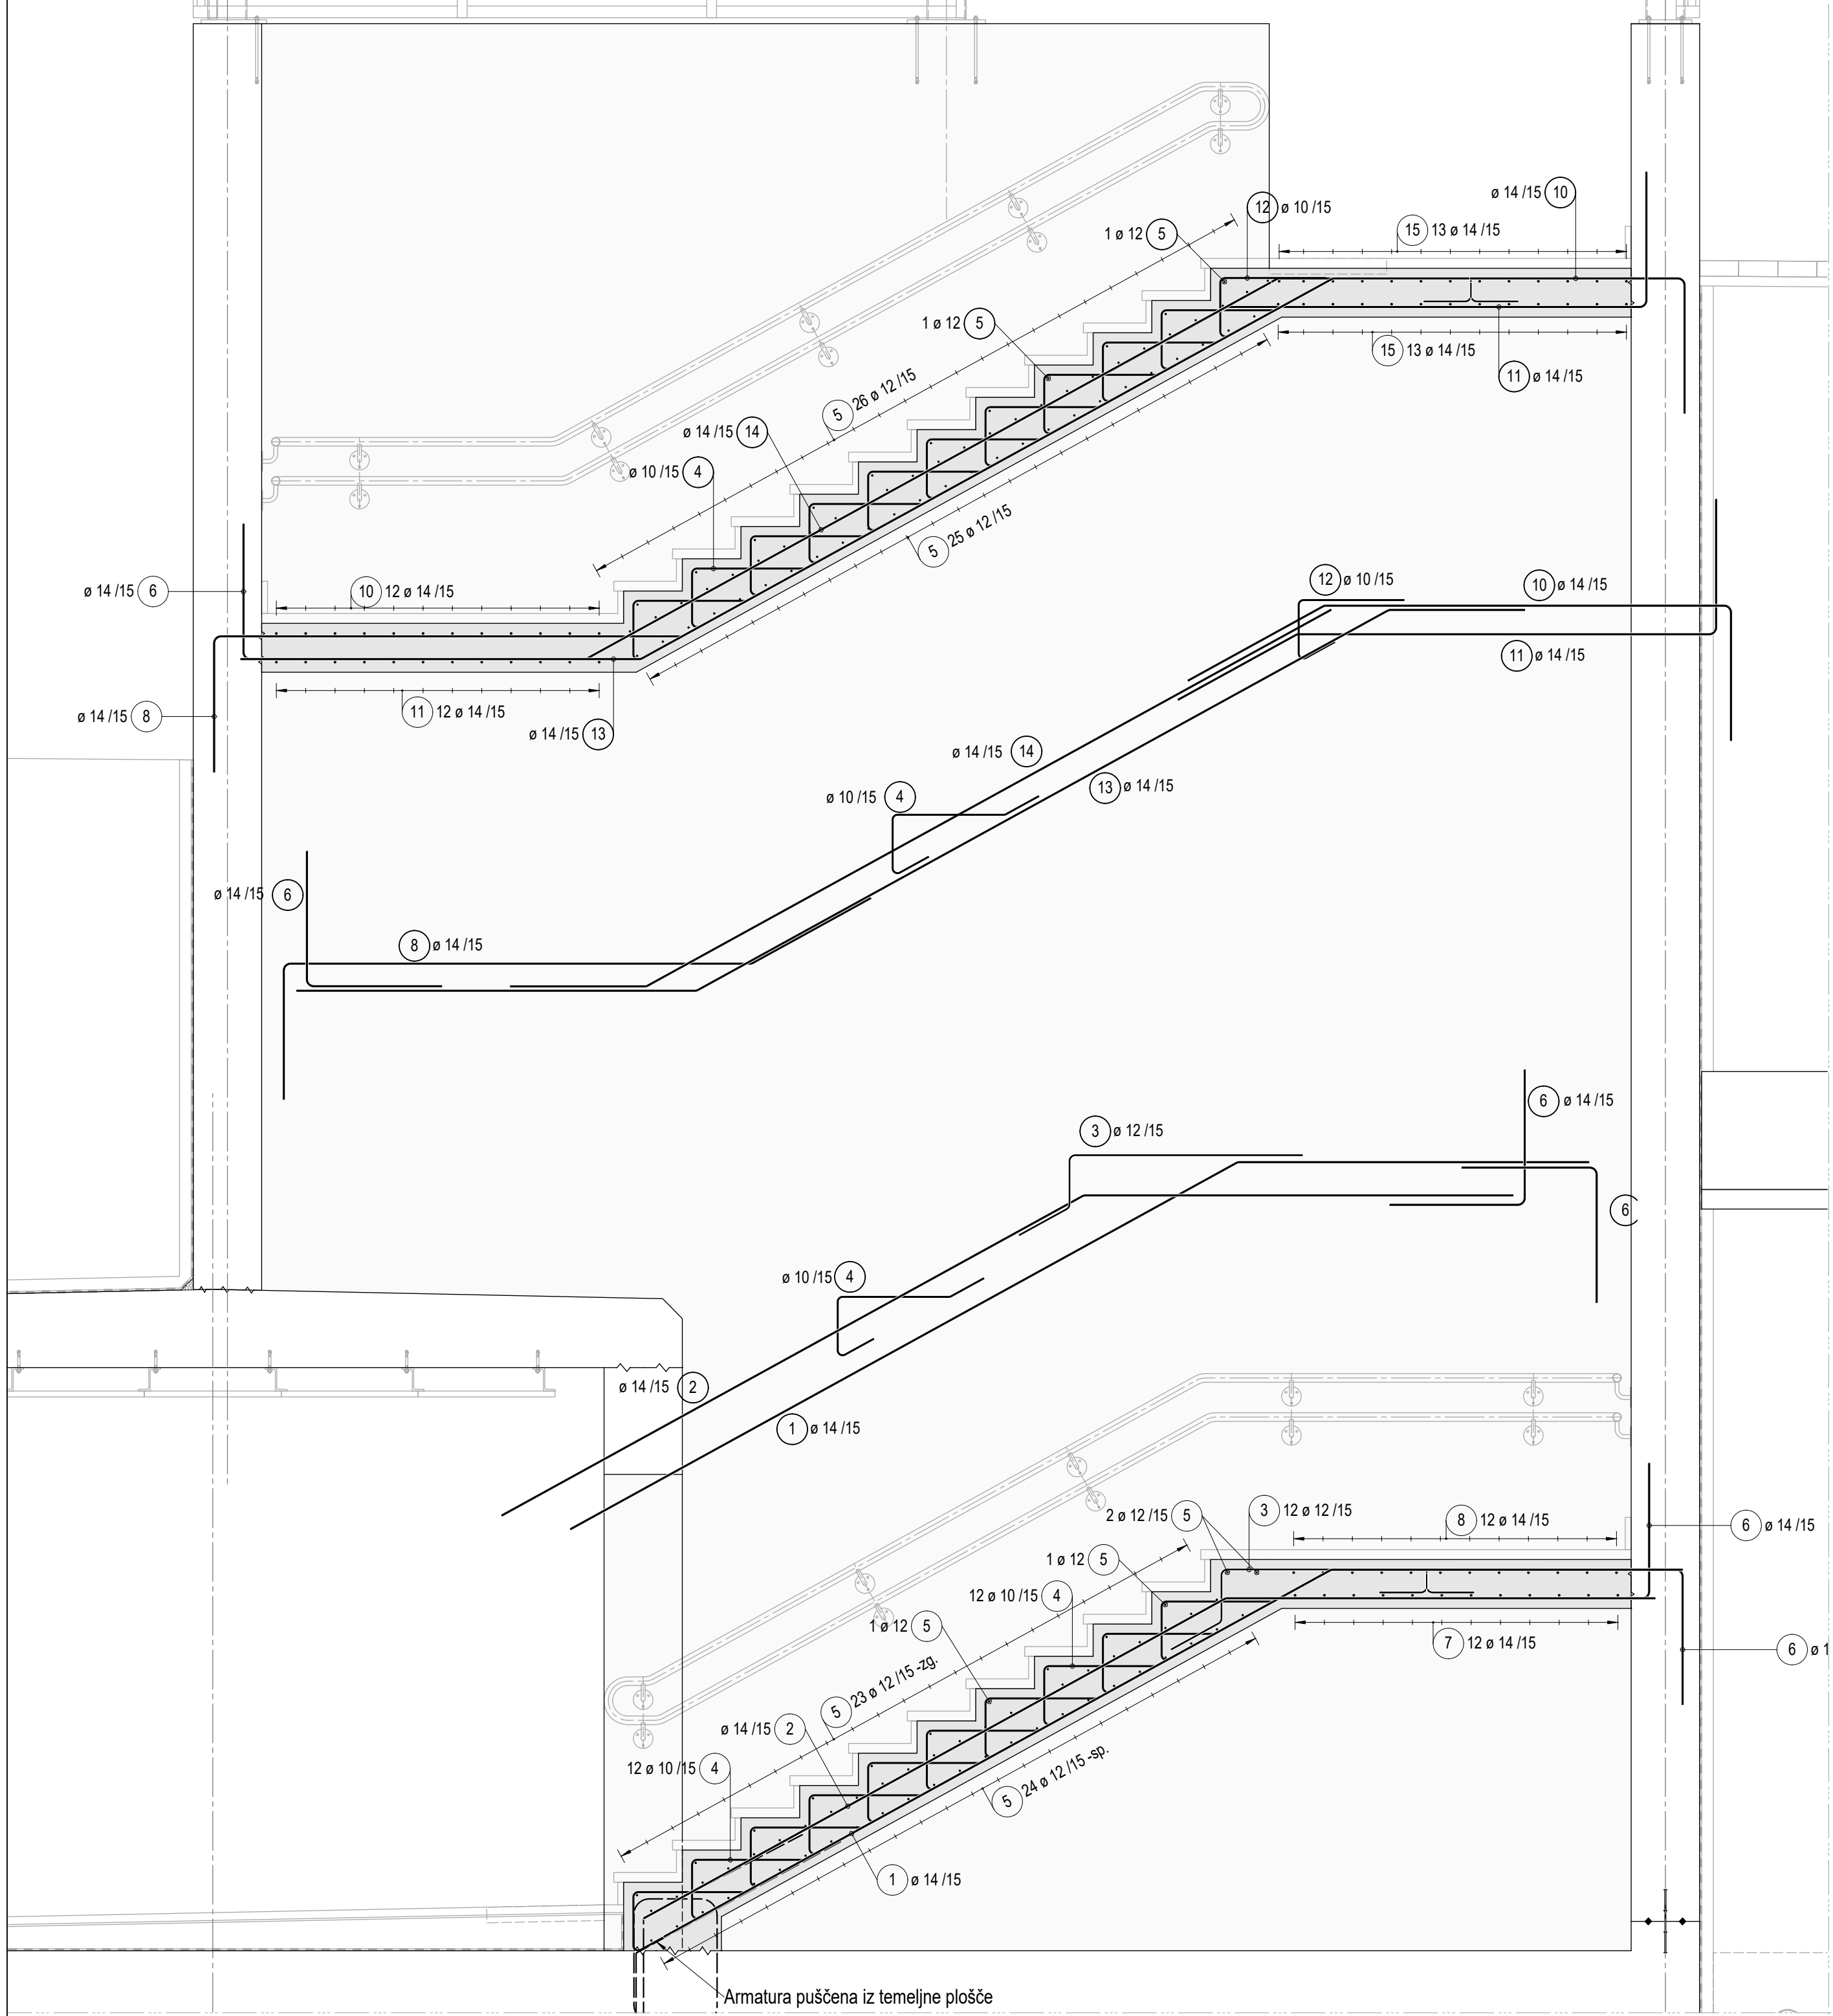 ø 14 /15 10
12 ø 10 /15
15 13 ø 14 /15
1 ø 12 5
1 ø 12 5
15 13 ø 14 /15
11 ø 14 /15
5 26 ø 12 /15
ø 14 /15 14
ø 10 /15 4
5 25 ø 12 /15
ø 14 /15 6
10 12 ø 14 /15
12 ø 10 /15
10 ø 14 /15
11 ø 14 /15
ø 14 /15 8
11 12 ø 14 /15
ø 14 /15 13
ø 14 /15 14
13 ø 14 /15
ø 10 /15 4
ø 14 /15 6
8 ø 14 /15
6 ø 14 /15
3 ø 12 /15
6
ø 10 /15 4
ø 14 /15 2
1 ø 14 /15
2 ø 12 /15 5
3 12 ø 12 /15
8 12 ø 14 /15
6 ø 14 /15
1 ø 12 5
12 ø 10 /15 4
1 ø 12 5
7 12 ø 14 /15
6 ø 1
5 23 ø 12 /15 -zg.
ø 14 /15 2
12 ø 10 /15 4
5 24 ø 12 /15 -sp.
1 ø 14 /15
Armatura puščena iz temeljne plošče